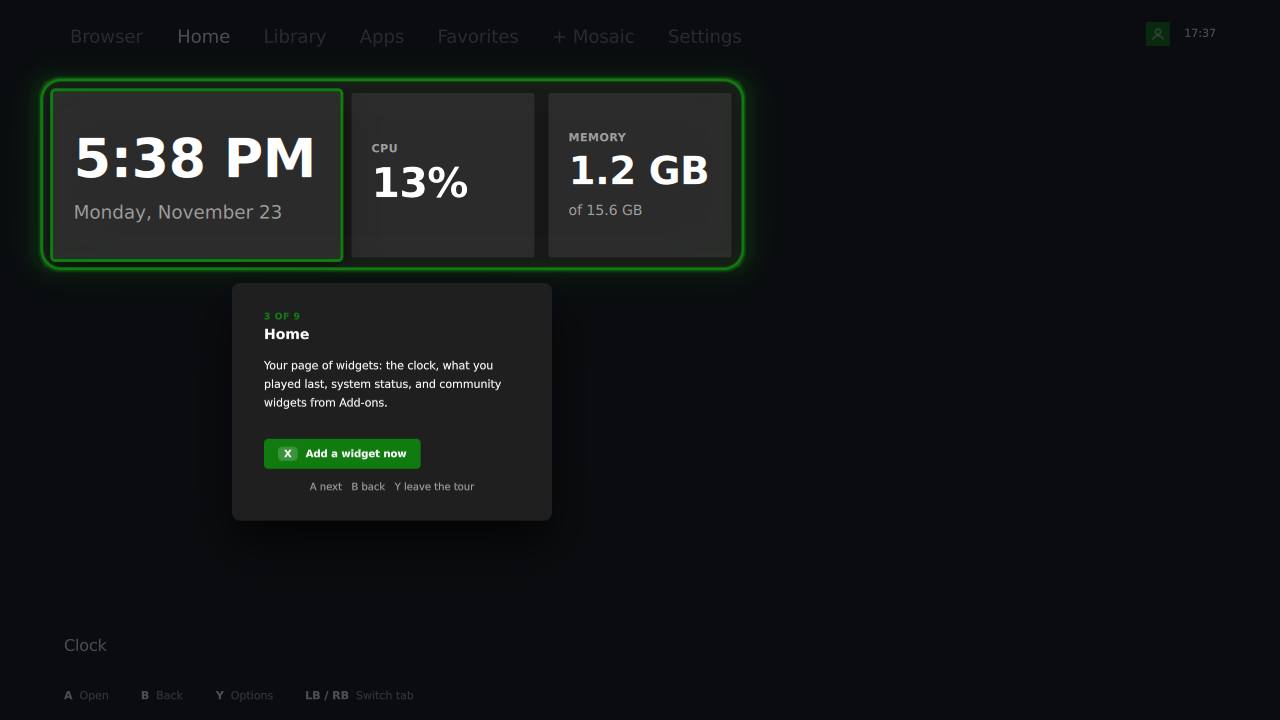 Browser Home Library Apps Favorites + Mosaic Settings 17:37
5:38 PM
Monday, November 23
CPU
13%
MEMORY
1.2 GB
of 15.6 GB
3 OF 9
Home
Your page of widgets: the clock, what you
played last, system status, and community
widgets from Add-ons.
X Add a widget now
A next B back Y leave the tour
Clock
A Open B Back Y Options LB / RB Switch tab